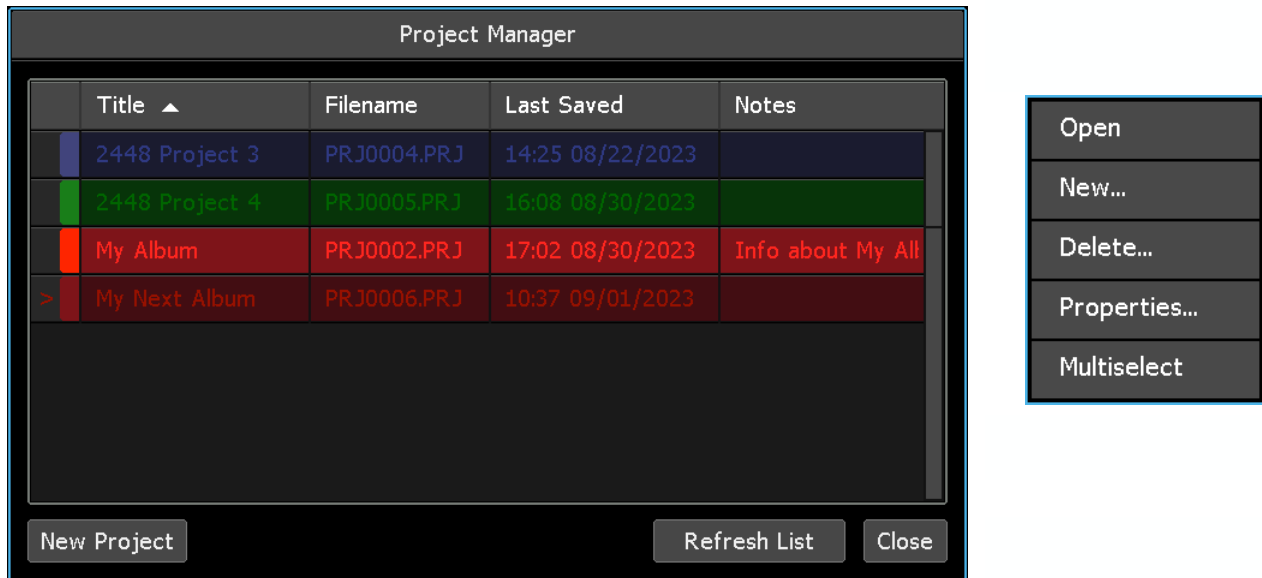 Project Manager
Title ▲ Filename Last Saved Notes
2448 Project 3 PRJ0004.PRJ 14:25 08/22/2023
2448 Project 4 PRJ0005.PRJ 16:08 08/30/2023
My Album PRJ0002.PRJ 17:02 08/30/2023 Info about My Alb
> My Next Album PRJ0006.PRJ 10:37 09/01/2023
New Project Refresh List Close
Open
New...
Delete...
Properties...
Multiselect